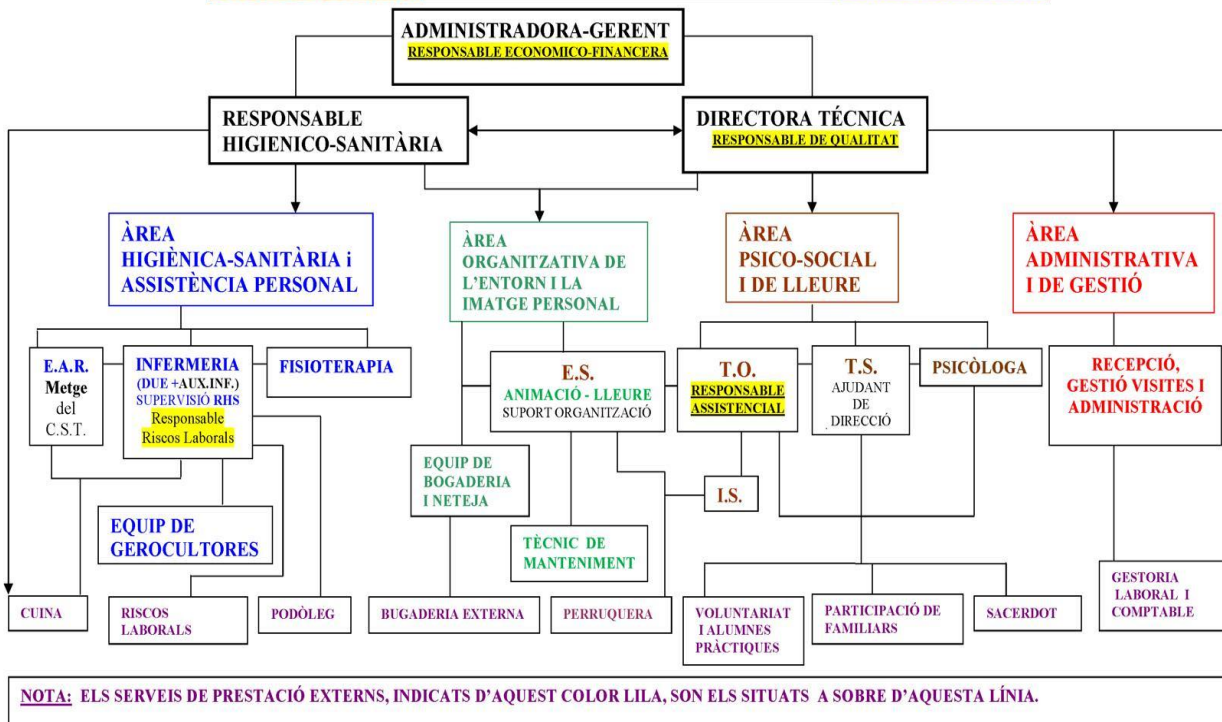 ADMINISTRADORA-GERENT
RESPONSABLE ECONOMICO-FINANCERA
RESPONSABLE
HIGIENICO-SANITÀRIA
DIRECTORA TÉCNICA
RESPONSABLE DE QUALITAT
ÀREA
HIGIÈNICA-SANITÀRIA i
ASSISTÈNCIA PERSONAL
ÀREA
ORGANITZATIVA DE
L'ENTORN I LA
IMATGE PERSONAL
ÀREA
PSICO-SOCIAL
I DE LLEURE
ÀREA
ADMINISTRATIVA
I DE GESTIÓ
E.A.R.
Metge
del
C.S.T.
INFERMERIA
(DUE +AUX.INF.)
SUPERVISIÓ RHS
Responsable
Riscos Laborals
FISIOTERAPIA
E.S.
ANIMACIÓ - LLEURE
SUPORT ORGANITZACIÓ
T.O.
RESPONSABLE
ASSISTENCIAL
T.S.
AJUDANT
DE
DIRECCIÓ
PSICÒLOGA
RECEPCIÓ,
GESTIÓ VISITES I
ADMINISTRACIÓ
EQUIP DE
BOGADERIA
I NETEJA
I.S.
EQUIP DE
GEROCULTORES
TÈCNIC DE
MANTENIMENT
CUINA
RISCOS
LABORALS
PODÒLEG
BUGADERIA EXTERNA
PERRUQUERA
VOLUNTARIAT
I ALUMNES
PRÀCTIQUES
PARTICIPACIÓ DE
FAMILIARS
SACERDOT
GESTORIA
LABORAL I
COMPTABLE
NOTA: ELS SERVEIS DE PRESTACIÓ EXTERNS, INDICATS D'AQUEST COLOR LILA, SON ELS SITUATS A SOBRE D'AQUESTA LÍNIA.